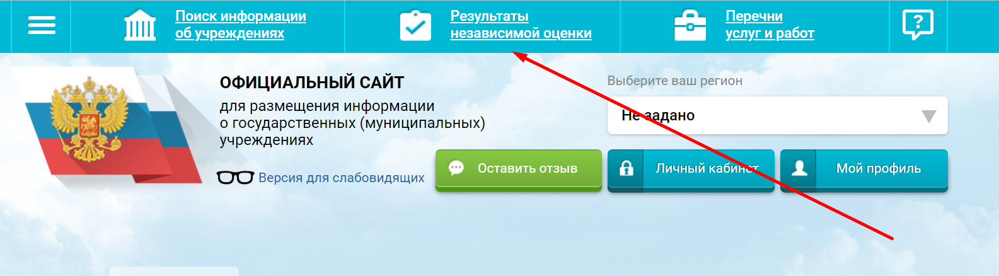 Поиск информации
об учреждениях
Результаты
независимой оценки
Перечни
услуг и работ
?
ОФИЦИАЛЬНЫЙ САЙТ
для размещения информации
о государственных (муниципальных)
учреждениях
Версия для слабовидящих
Выберите ваш регион
Не задано
Оставить отзыв
Личный кабинет
Мой профиль